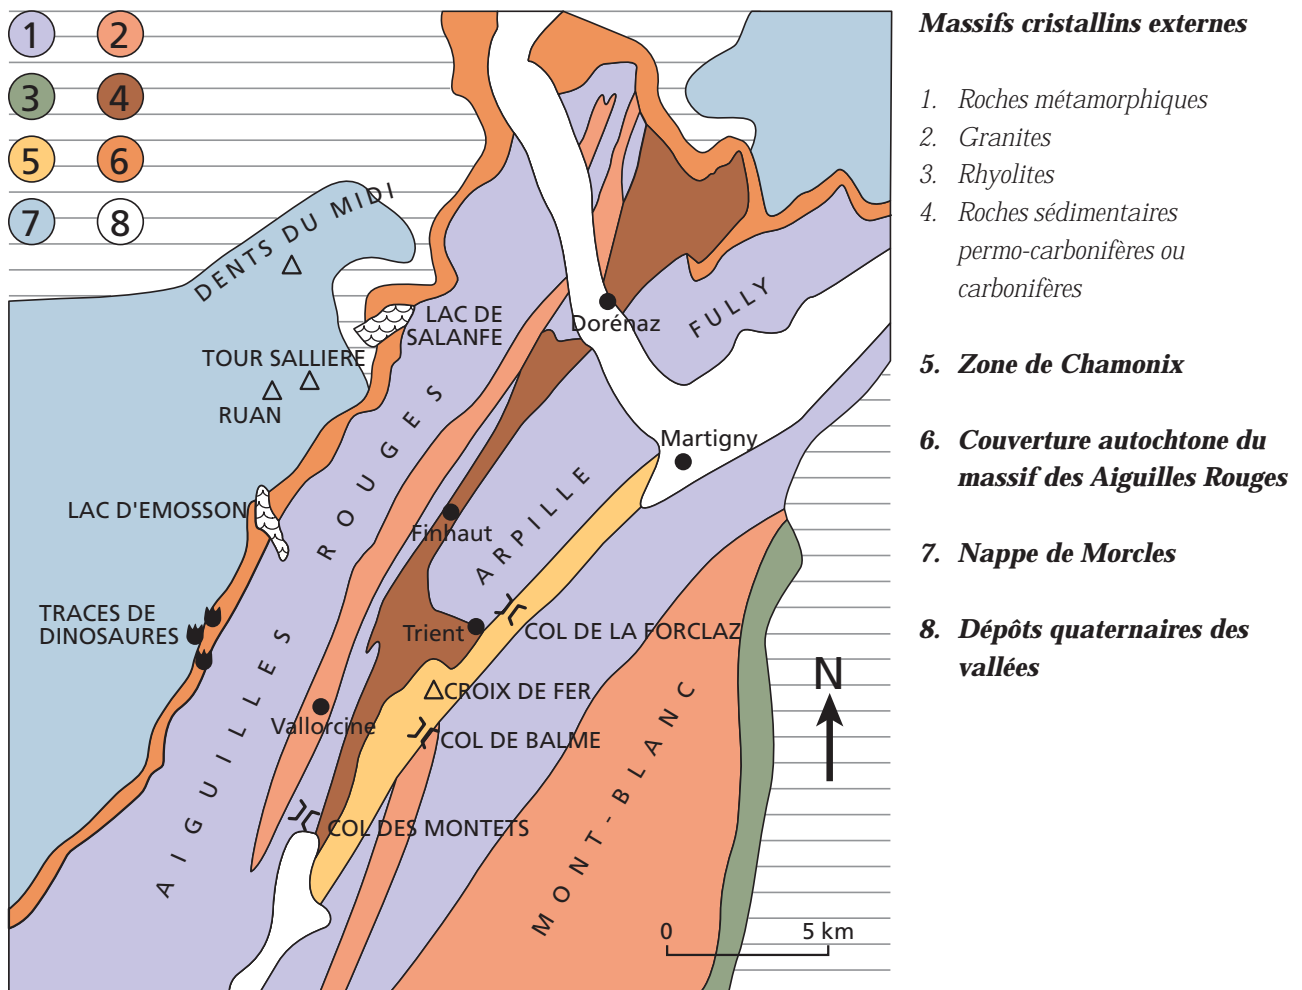 1 2
3 4
5 6
7 8
DENTS DU MIDI
LAC DE
SALANFE
TOUR SALLIERE
RUAN
Dorénaz
FULLY
Martigny
LAC D'EMOSSON
Finhaut
ARPILLE
AIGUILLES ROUGES
TRACES DE
DINOSAURES
Trient
COL DE LA FORCLAZ
CROIX DE FER
Vallorcine
COL DE BALME
COL DES MONTETS
MONT-BLANC
N
0 5 km
Massifs cristallins externes
1. Roches métamorphiques
2. Granites
3. Rhyolites
4. Roches sédimentaires
permo-carbonifères ou
carbonifères
5. Zone de Chamonix
6. Couverture autochtone du
massif des Aiguilles Rouges
7. Nappe de Morcles
8. Dépôts quaternaires des
vallées